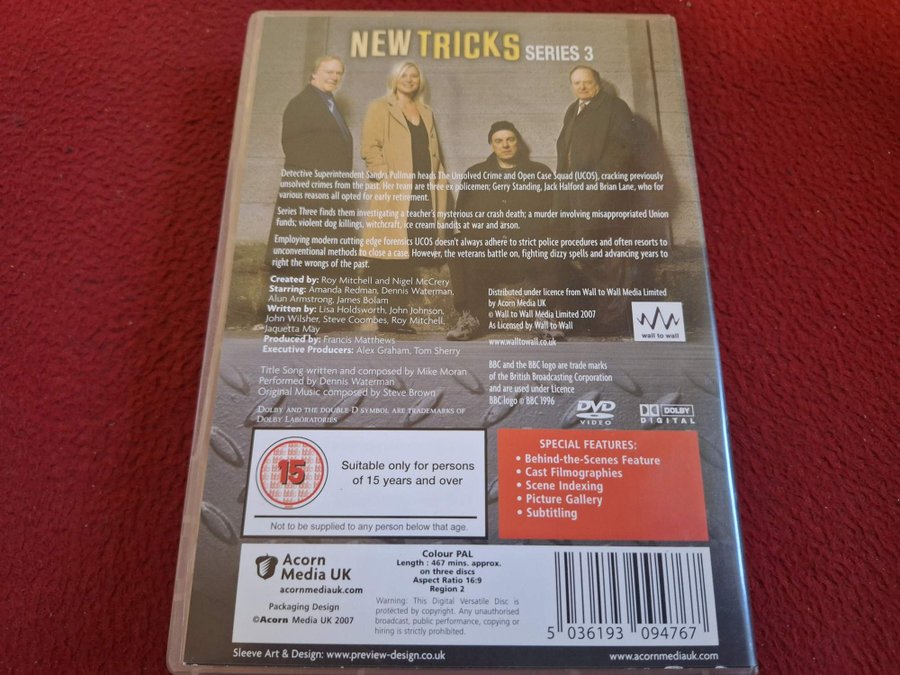 NEW TRICKS SERIES 3
Detective Superintendent Sandra Pullman heads The Unsolved Crime and Open Case Squad (UCOS), cracking previously
unsolved crimes from the past. Her team are three ex policemen; Gerry Standing, Jack Halford and Brian Lane, who for
various reasons all opted for early retirement.
Series Three finds them investigating a teacher's mysterious car crash death; a murder involving misappropriated Union
funds; violent dog killings, witchcraft, ice cream bandits at war and arson.
Employing modern cutting edge forensics UCOS doesn't always adhere to strict police procedures and often resorts to
unconventional methods to close a case. However, the veterans battle on, fighting dizzy spells and advancing years to
right the wrongs of the past.
Created by: Roy Mitchell and Nigel McCrery
Starring: Amanda Redman, Dennis Waterman,
Alun Armstrong, James Bolam
Written by: Lisa Holdsworth, John Johnson,
John Wilsher, Steve Coombes, Roy Mitchell,
Jaquetta May
Produced by: Francis Matthews
Executive Producers: Alex Graham, Tom Sherry
Title Song written and composed by Mike Moran
Performed by Dennis Waterman
Original Music composed by Steve Brown
Dolby and the double-D symbol are trademarks of
Dolby Laboratories
Distributed under licence from Wall to Wall Media Limited
by Acorn Media UK
© Wall to Wall Media Limited 2007
As Licensed by Wall to Wall
www.walltowall.co.uk
wall to wall
BBC and the BBC logo are trade marks
of the British Broadcasting Corporation
and are used under Licence
BBC logo © BBC 1996
DVD
VIDEO
DOLBY
DIGITAL
15
Suitable only for persons
of 15 years and over
Not to be supplied to any person below that age.
SPECIAL FEATURES:
• Behind-the-Scenes Feature
• Cast Filmographies
• Scene Indexing
• Picture Gallery
• Subtitling
Acorn
Media UK
acornmediauk.com
Packaging Design
©Acorn Media UK 2007
Colour PAL
Length : 467 mins. approx.
on three discs
Aspect Ratio 16:9
Region 2
Warning: This Digital Versatile Disc is
protected by copyright. Any unauthorised
broadcast, public performance, copying or
hiring is strictly prohibited.
5 036193 094767
Sleeve Art & Design: www.preview-design.co.uk
www.acornmediauk.com